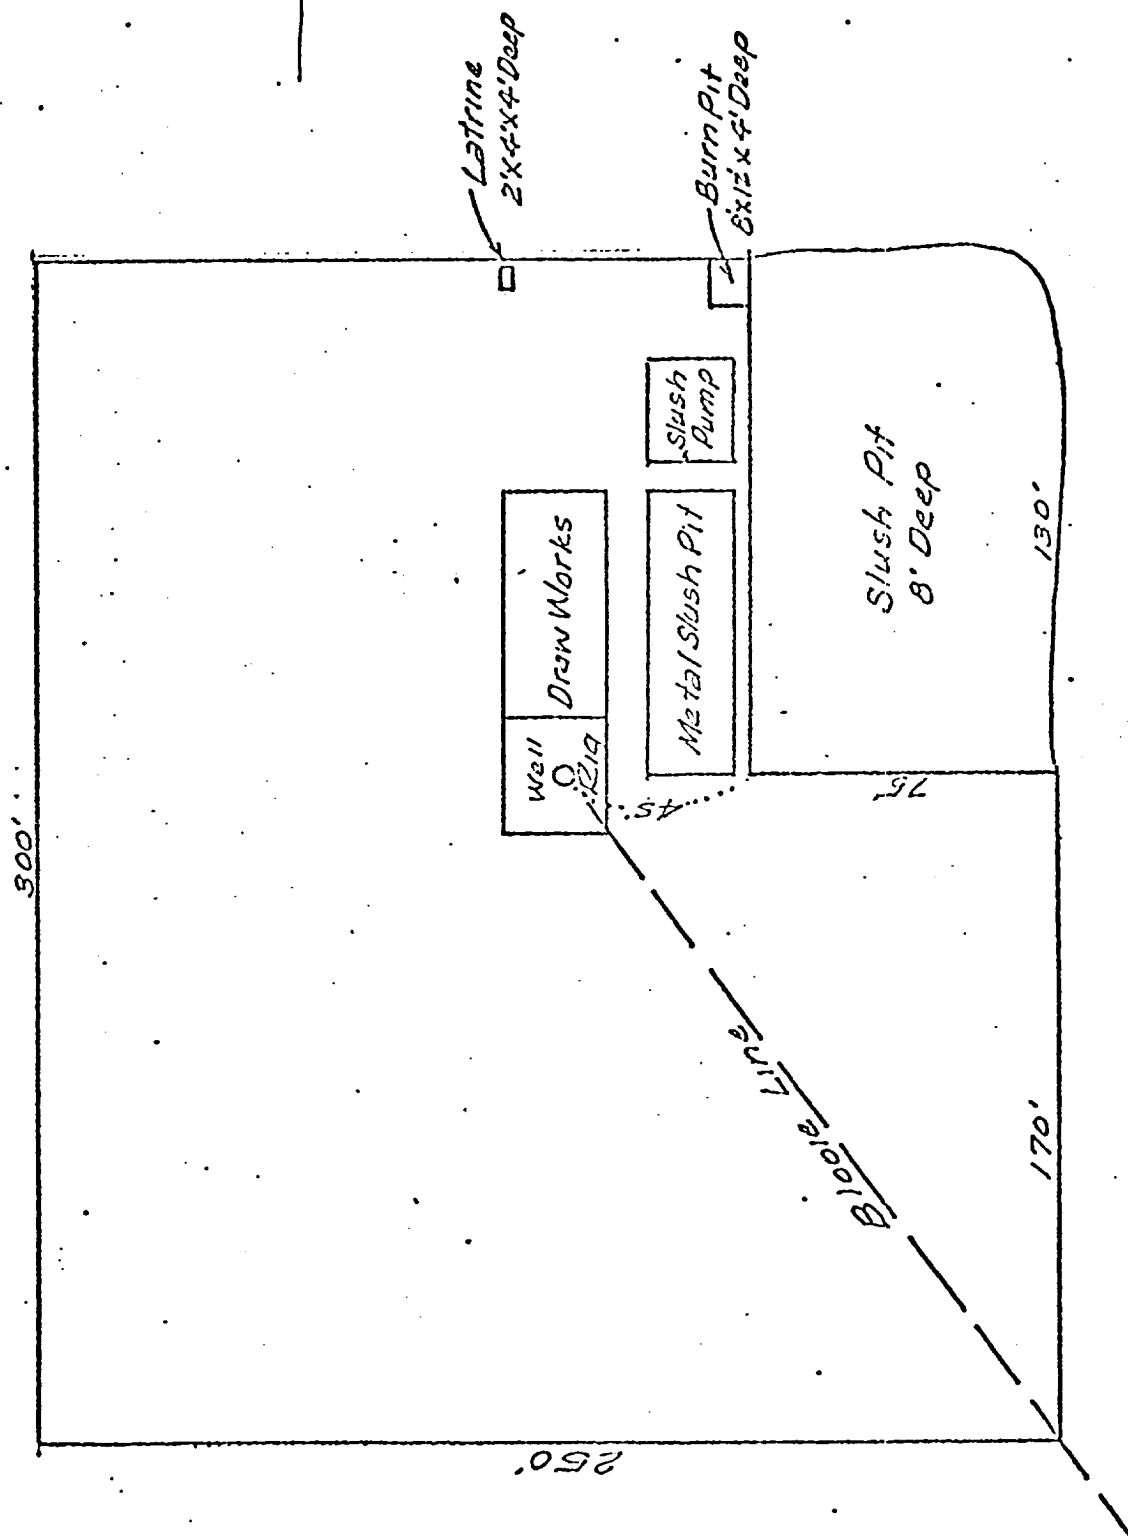 300'
Latrine
2'x4'x4'Deep
Burn Pit
8'x12'x4'Deep
Slush
Pump
Draw Works
Well
Rig
Metal Slush Pit
45'
Slush Pit
8' Deep
75'
130'
Blooie Line
170'
250'